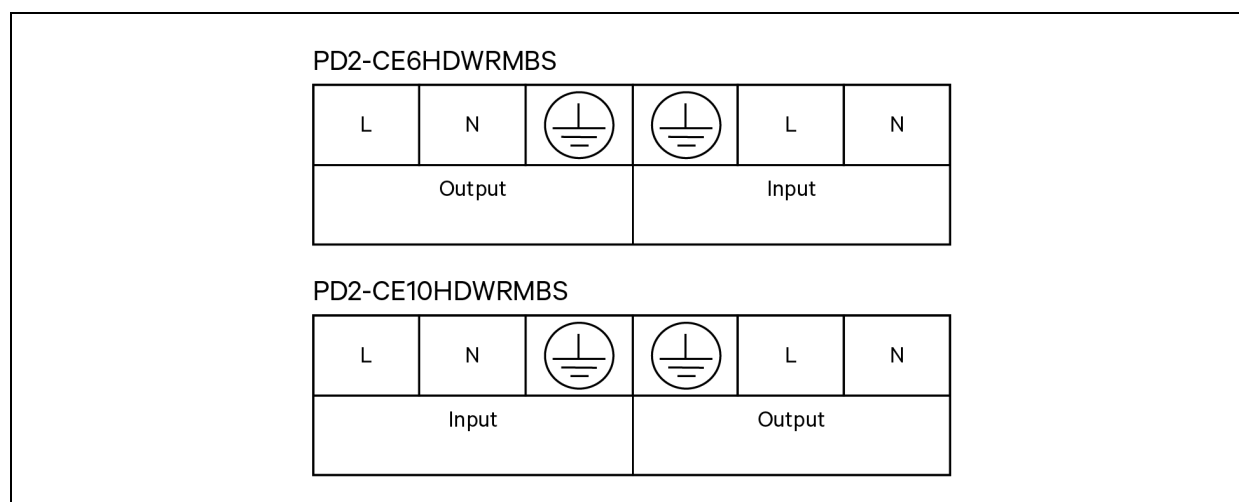 PD2-CE6HDWRMBS
L N L N
Output Input
PD2-CE10HDWRMBS
L N L N
Input Output